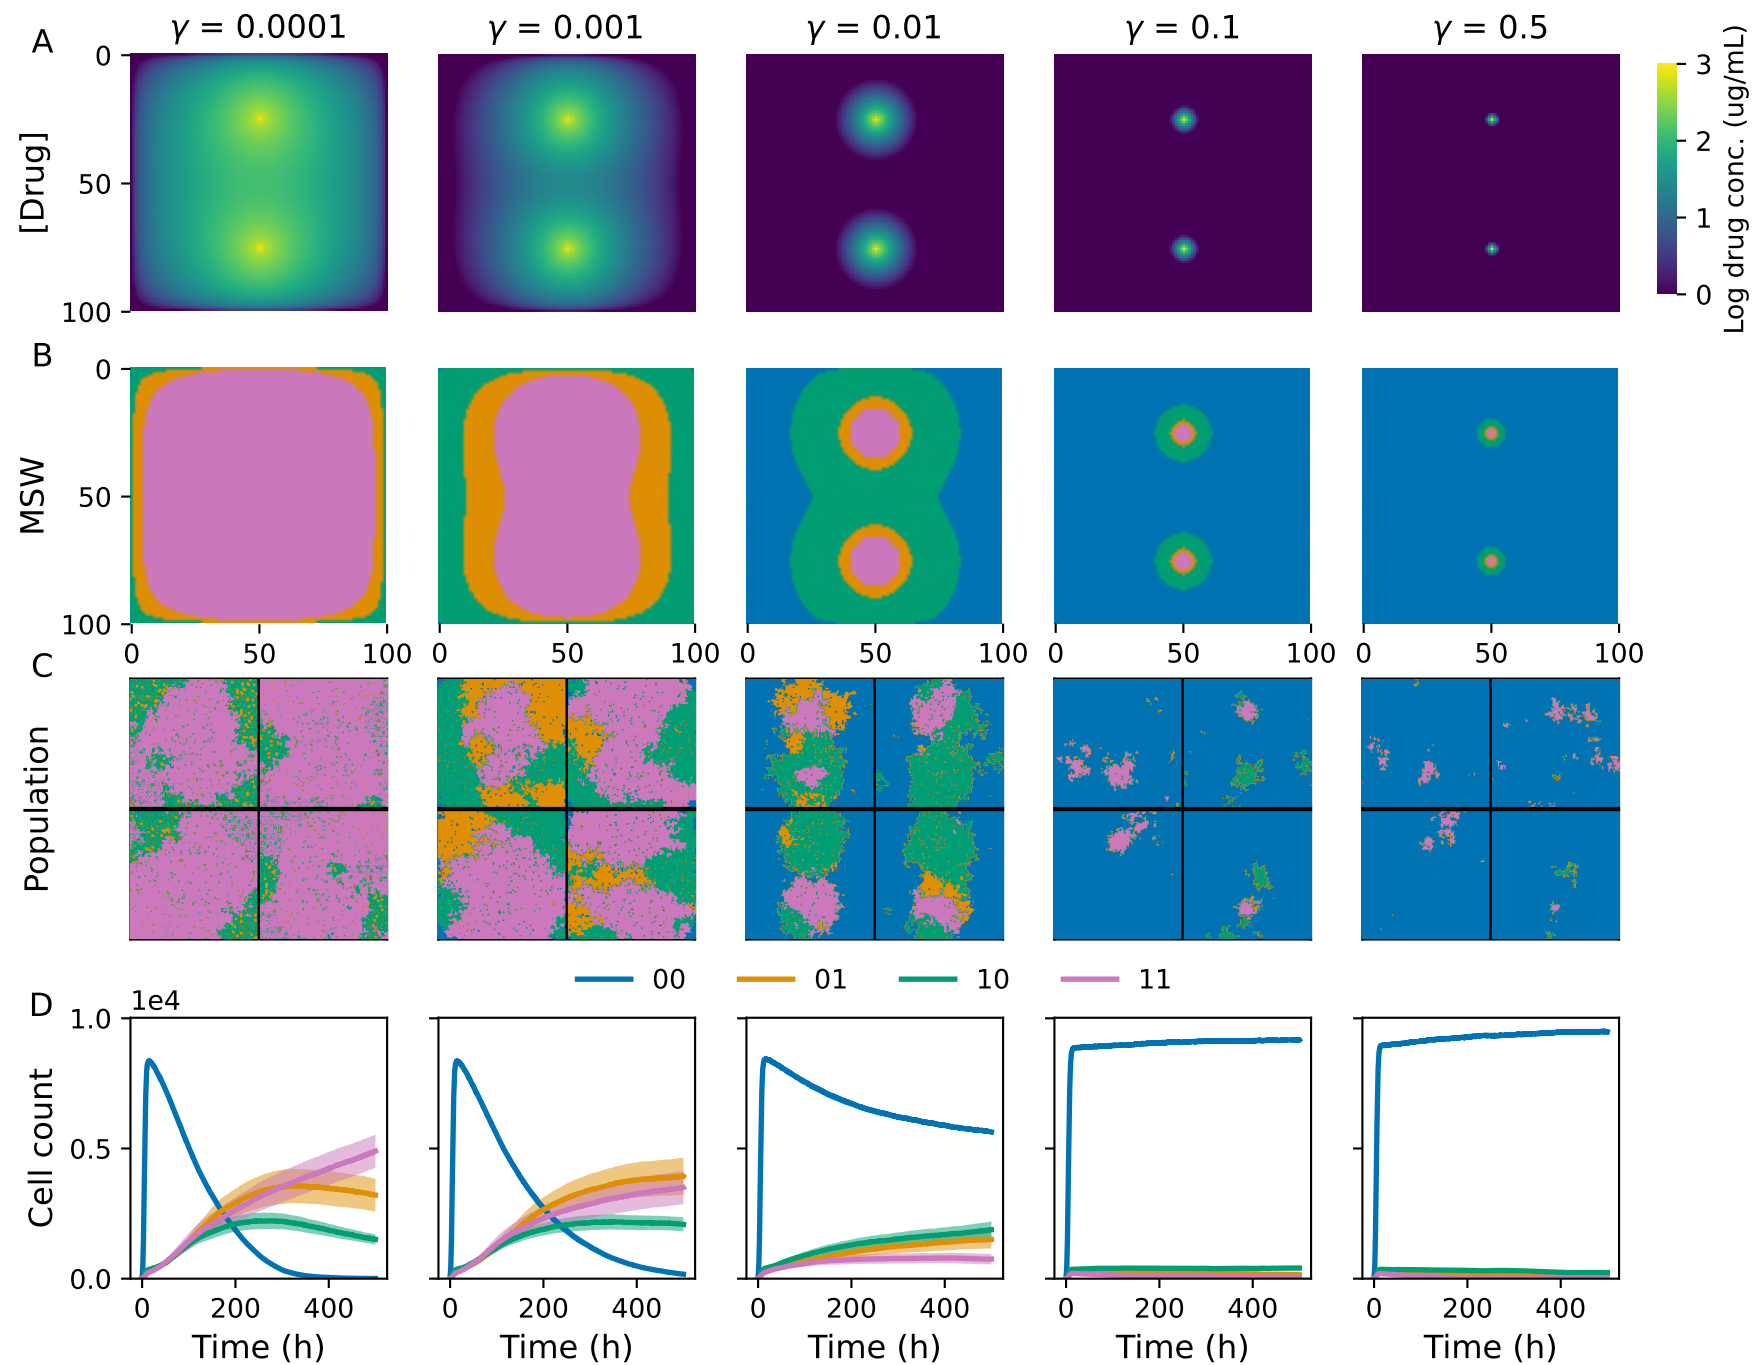 γ = 0.0001 γ = 0.001 γ = 0.01 γ = 0.1 γ = 0.5
A
[Drug]
0
50
100
3
2
1
0
Log drug conc. (ug/mL)
B
MSW
0
50
100
0 50 100 0 50 100 0 50 100 0 50 100 0 50 100
C
Population
00 01 10 11
D
1e4
Cell count
1.0
0.5
0.0
0 200 400 0 200 400 0 200 400 0 200 400 0 200 400
Time (h) Time (h) Time (h) Time (h) Time (h)